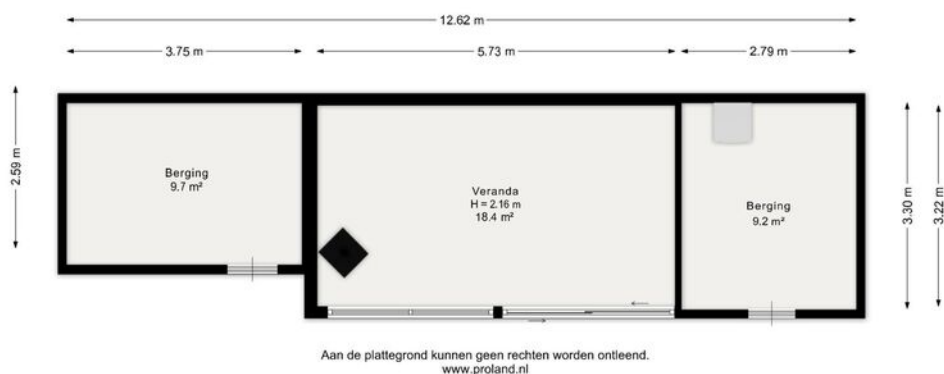 12.62 m
3.75 m
5.73 m
2.79 m
2.59 m
Berging
9.7 m²
Veranda
H = 2.16 m
18.4 m²
Berging
9.2 m²
3.30 m
3.22 m
Aan de plattegrond kunnen geen rechten worden ontleend.
www.proland.nl